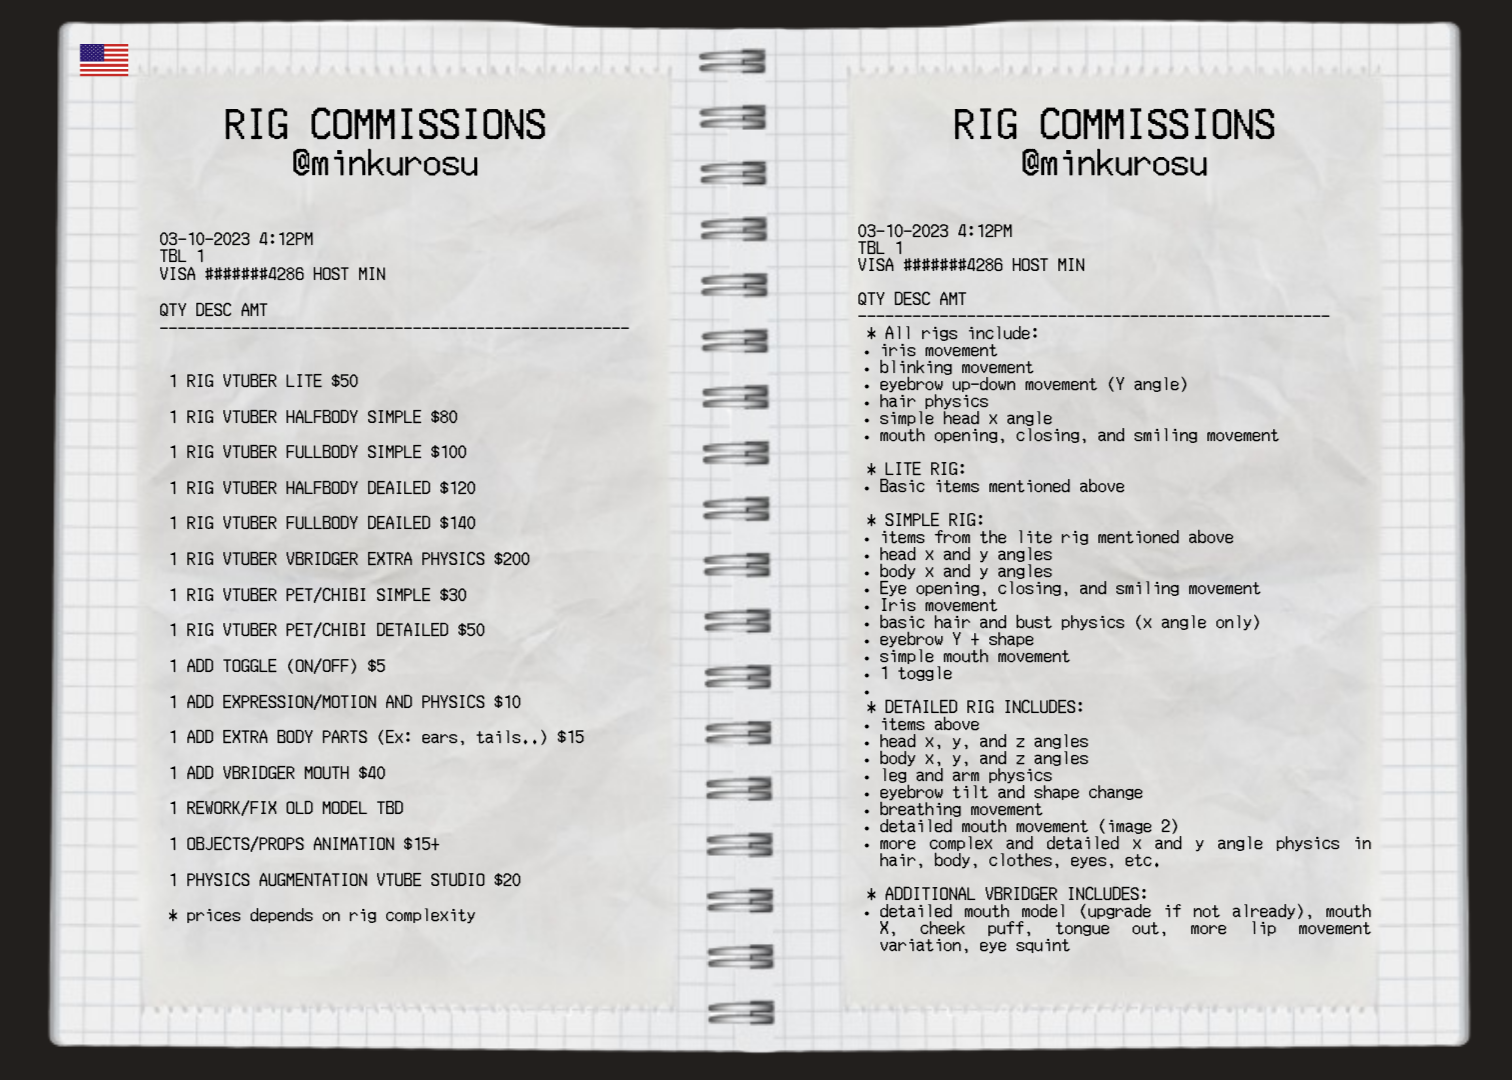 RIG COMMISSIONS
@minkurosu
03-10-2023 4:12PM
TBL 1
VISA #######4286 HOST MIN
QTY DESC AMT
----------------------------------------------------
1 RIG VTUBER LITE $50
1 RIG VTUBER HALFBODY SIMPLE $80
1 RIG VTUBER FULLBODY SIMPLE $100
1 RIG VTUBER HALFBODY DEAILED $120
1 RIG VTUBER FULLBODY DEAILED $140
1 RIG VTUBER VBRIDGER EXTRA PHYSICS $200
1 RIG VTUBER PET/CHIBI SIMPLE $30
1 RIG VTUBER PET/CHIBI DETAILED $50
1 ADD TOGGLE (ON/OFF) $5
1 ADD EXPRESSION/MOTION AND PHYSICS $10
1 ADD EXTRA BODY PARTS (Ex: ears, tails..) $15
1 ADD VBRIDGER MOUTH $40
1 REWORK/FIX OLD MODEL TBD
1 OBJECTS/PROPS ANIMATION $15+
1 PHYSICS AUGMENTATION VTUBE STUDIO $20
* prices depends on rig complexity
RIG COMMISSIONS
@minkurosu
03-10-2023 4:12PM
TBL 1
VISA #######4286 HOST MIN
QTY DESC AMT
----------------------------------------------------
* All rigs include:
• iris movement
• blinking movement
• eyebrow up-down movement (Y angle)
• hair physics
• simple head x angle
• mouth opening, closing, and smiling movement
* LITE RIG:
• Basic items mentioned above
* SIMPLE RIG:
• items from the lite rig mentioned above
• head x and y angles
• body x and y angles
• Eye opening, closing, and smiling movement
• Iris movement
• basic hair and bust physics (x angle only)
• eyebrow Y + shape
• simple mouth movement
• 1 toggle
•
* DETAILED RIG INCLUDES:
• items above
• head x, y, and z angles
• body x, y, and z angles
• leg and arm physics
• eyebrow tilt and shape change
• breathing movement
• detailed mouth movement (image 2)
• more complex and detailed x and y angle physics in
hair, body, clothes, eyes, etc.
* ADDITIONAL VBRIDGER INCLUDES:
• detailed mouth model (upgrade if not already), mouth
X, cheek puff, tongue out, more lip movement
variation, eye squint